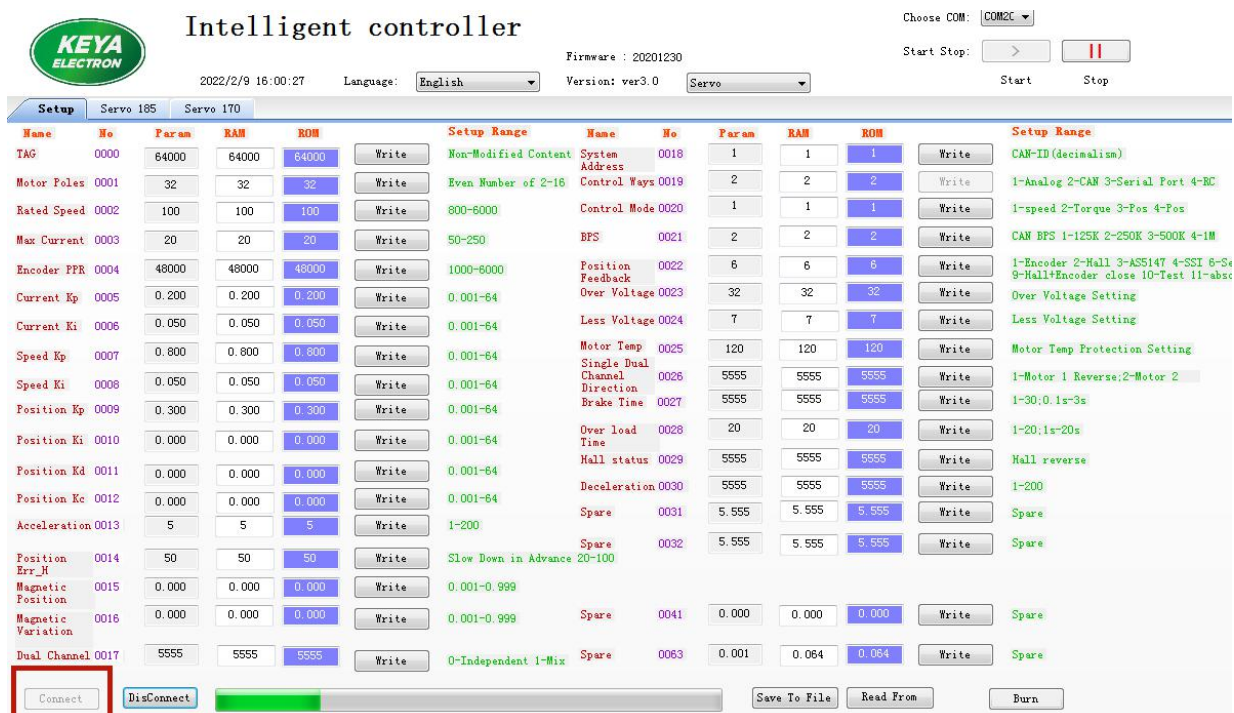 KEYA
ELECTRON
Intelligent controller
Choose COM: COM2C
Firmware : 20201230
Start Stop: >
2022/2/9 16:00:27 Language: English Version: ver3.0 Servo Start Stop
Setup Servo 185 Servo 170
Name No Param RAM ROM Setup Range Name No Param RAM ROM Setup Range
TAG 0000 64000 64000 64000 Write Non-Modified Content System Address 0018 1 1 1 Write CAN-ID(decimalism)
Motor Poles 0001 32 32 32 Write Even Number of 2-16 Control Ways 0019 2 2 2 Write 1-Analog 2-CAN 3-Serial Port 4-RC
Rated Speed 0002 100 100 100 Write 800-6000 Control Mode 0020 1 1 1 Write 1-speed 2-Torque 3-Pos 4-Pos
Max Current 0003 20 20 20 Write 50-250 BPS 0021 2 2 2 Write CAN BPS 1-125K 2-250K 3-500K 4-1M
Encoder PPR 0004 48000 48000 48000 Write 1000-6000 Position Feedback 0022 6 6 6 Write 1-Encoder 2-Hall 3-AS5147 4-SSI 6-Se
9-Hall+Encoder close 10-Test 11-abso
Current Kp 0005 0.200 0.200 0.200 Write 0.001-64 Over Voltage 0023 32 32 32 Write Over Voltage Setting
Current Ki 0006 0.050 0.050 0.050 Write 0.001-64 Less Voltage 0024 7 7 7 Write Less Voltage Setting
Speed Kp 0007 0.800 0.800 0.800 Write 0.001-64 Motor Temp 0025 120 120 120 Write Motor Temp Protection Setting
Speed Ki 0008 0.050 0.050 0.050 Write 0.001-64 Single Dual Channel Direction 0026 5555 5555 5555 Write 1-Motor 1 Reverse;2-Motor 2
Position Kp 0009 0.300 0.300 0.300 Write 0.001-64 Brake Time 0027 5555 5555 5555 Write 1-30;0.1s-3s
Position Ki 0010 0.000 0.000 0.000 Write 0.001-64 Over load Time 0028 20 20 20 Write 1-20;1s-20s
Position Kd 0011 0.000 0.000 0.000 Write 0.001-64 Hall status 0029 5555 5555 5555 Write Hall reverse
Position Kc 0012 0.000 0.000 0.000 Write 0.001-64 Deceleration 0030 5555 5555 5555 Write 1-200
Acceleration 0013 5 5 5 Write 1-200 Spare 0031 5.555 5.555 5.555 Write Spare
Position Err_H 0014 50 50 50 Write Slow Down in Advance 20-100 Spare 0032 5.555 5.555 5.555 Write Spare
Magnetic Position 0015 0.000 0.000 0.000 Write 0.001-0.999
Magnetic Variation 0016 0.000 0.000 0.000 Write 0.001-0.999 Spare 0041 0.000 0.000 0.000 Write Spare
Dual Channel 0017 5555 5555 5555 Write 0-Independent 1-Mix Spare 0063 0.001 0.064 0.064 Write Spare
Connect DisConnect Save To File Read From Burn